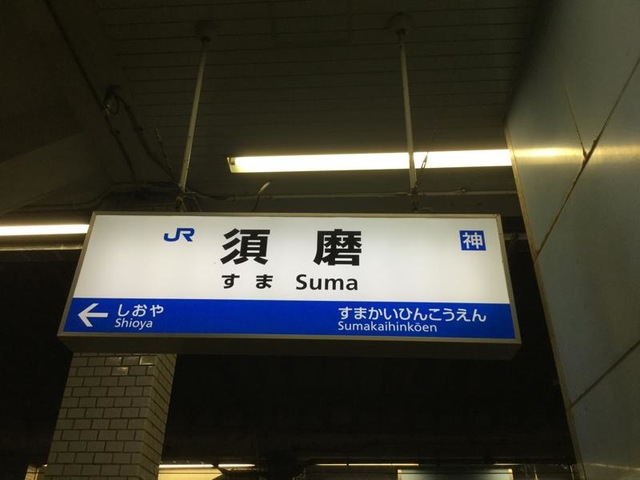 JR 須磨 神
すま Suma
← しおや すまかいひんこうえん
Shioya Sumakaihinkōen